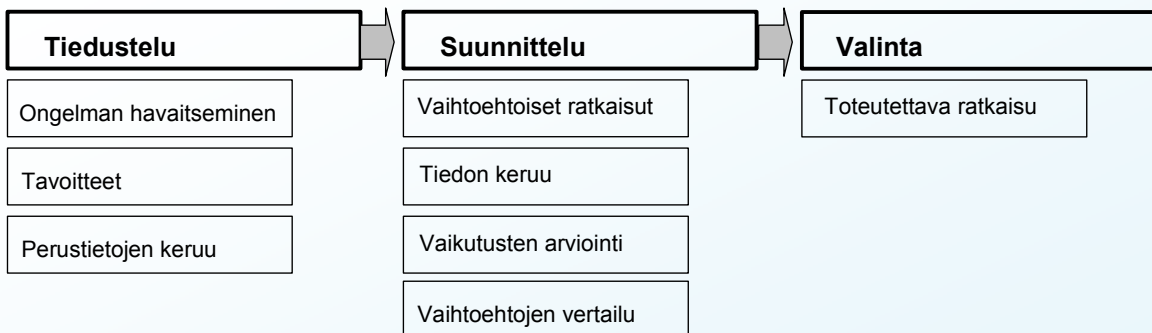 Tiedustelu
Ongelman havaitseminen
Tavoitteet
Perustietojen keruu
Suunnittelu
Vaihtoehtoiset ratkaisut
Tiedon keruu
Vaikutusten arviointi
Vaihtoehtojen vertailu
Valinta
Toteutettava ratkaisu